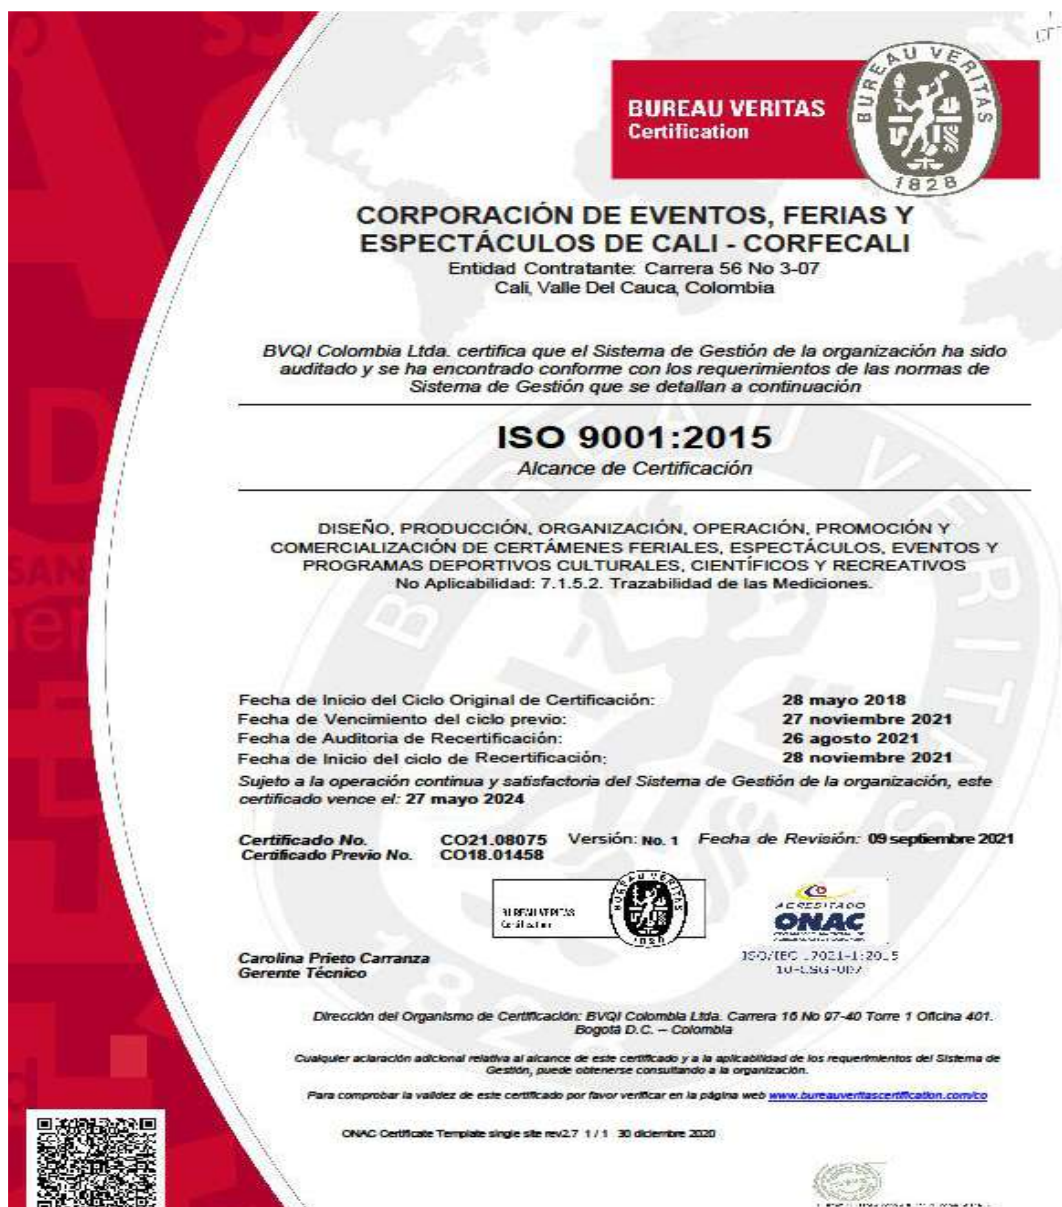 BUREAU VERITAS
Certification
BUREAU VERITAS
1828
CORPORACIÓN DE EVENTOS, FERIAS Y
ESPECTÁCULOS DE CALI - CORFECALI
Entidad Contratante: Carrera 56 No 3-07
Cali, Valle Del Cauca, Colombia
BVQI Colombia Ltda. certifica que el Sistema de Gestión de la organización ha sido
auditado y se ha encontrado conforme con los requerimientos de las normas de
Sistema de Gestión que se detallan a continuación
ISO 9001:2015
Alcance de Certificación
DISEÑO, PRODUCCIÓN, ORGANIZACIÓN, OPERACIÓN, PROMOCIÓN Y
COMERCIALIZACIÓN DE CERTÁMENES FERIALES, ESPECTÁCULOS, EVENTOS Y
PROGRAMAS DEPORTIVOS CULTURALES, CIENTÍFICOS Y RECREATIVOS
No Aplicabilidad: 7.1.5.2. Trazabilidad de las Mediciones.
Fecha de Inicio del Ciclo Original de Certificación: 28 mayo 2018
Fecha de Vencimiento del ciclo previo: 27 noviembre 2021
Fecha de Auditoria de Recertificación: 26 agosto 2021
Fecha de Inicio del ciclo de Recertificación: 28 noviembre 2021
Sujeto a la operación continua y satisfactoria del Sistema de Gestión de la organización, este
certificado vence el: 27 mayo 2024
Certificado No. CO21.08075 Versión: No. 1 Fecha de Revisión: 09 septiembre 2021
Certificado Previo No. CO18.01458
BUREAU VERITAS
Certification
ACREDITADO
ONAC
ISO/IEC 17021-1:2015
Carolina Prieto Carranza
Gerente Técnico
Dirección del Organismo de Certificación: BVQI Colombia Ltda. Carrera 16 No 97-40 Torre 1 Oficina 401.
Bogotá D.C. – Colombia
Cualquier aclaración adicional relativa al alcance de este certificado y a la aplicabilidad de los requerimientos del Sistema de
Gestión, puede obtenerse consultando a la organización.
Para comprobar la validez de este certificado por favor verificar en la página web www.bureauveritascertification.com/co
ONAC Certificate Template single site rev2.7 1 / 1 30 diciembre 2020